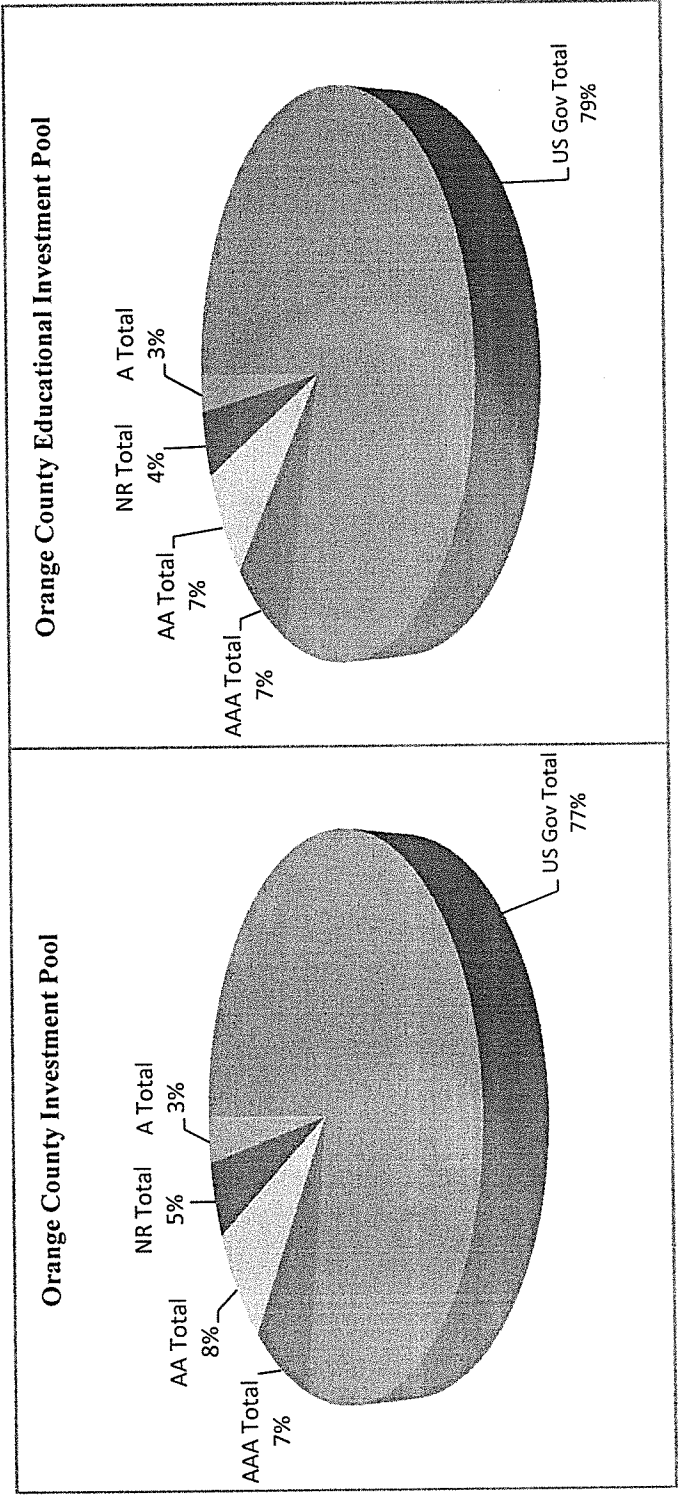 Orange County Investment Pool
A Total
3%
NR Total
5%
AA Total
8%
AAA Total
7%
US Gov Total
77%
Orange County Educational Investment Pool
A Total
3%
NR Total
4%
AA Total
7%
AAA Total
7%
US Gov Total
79%